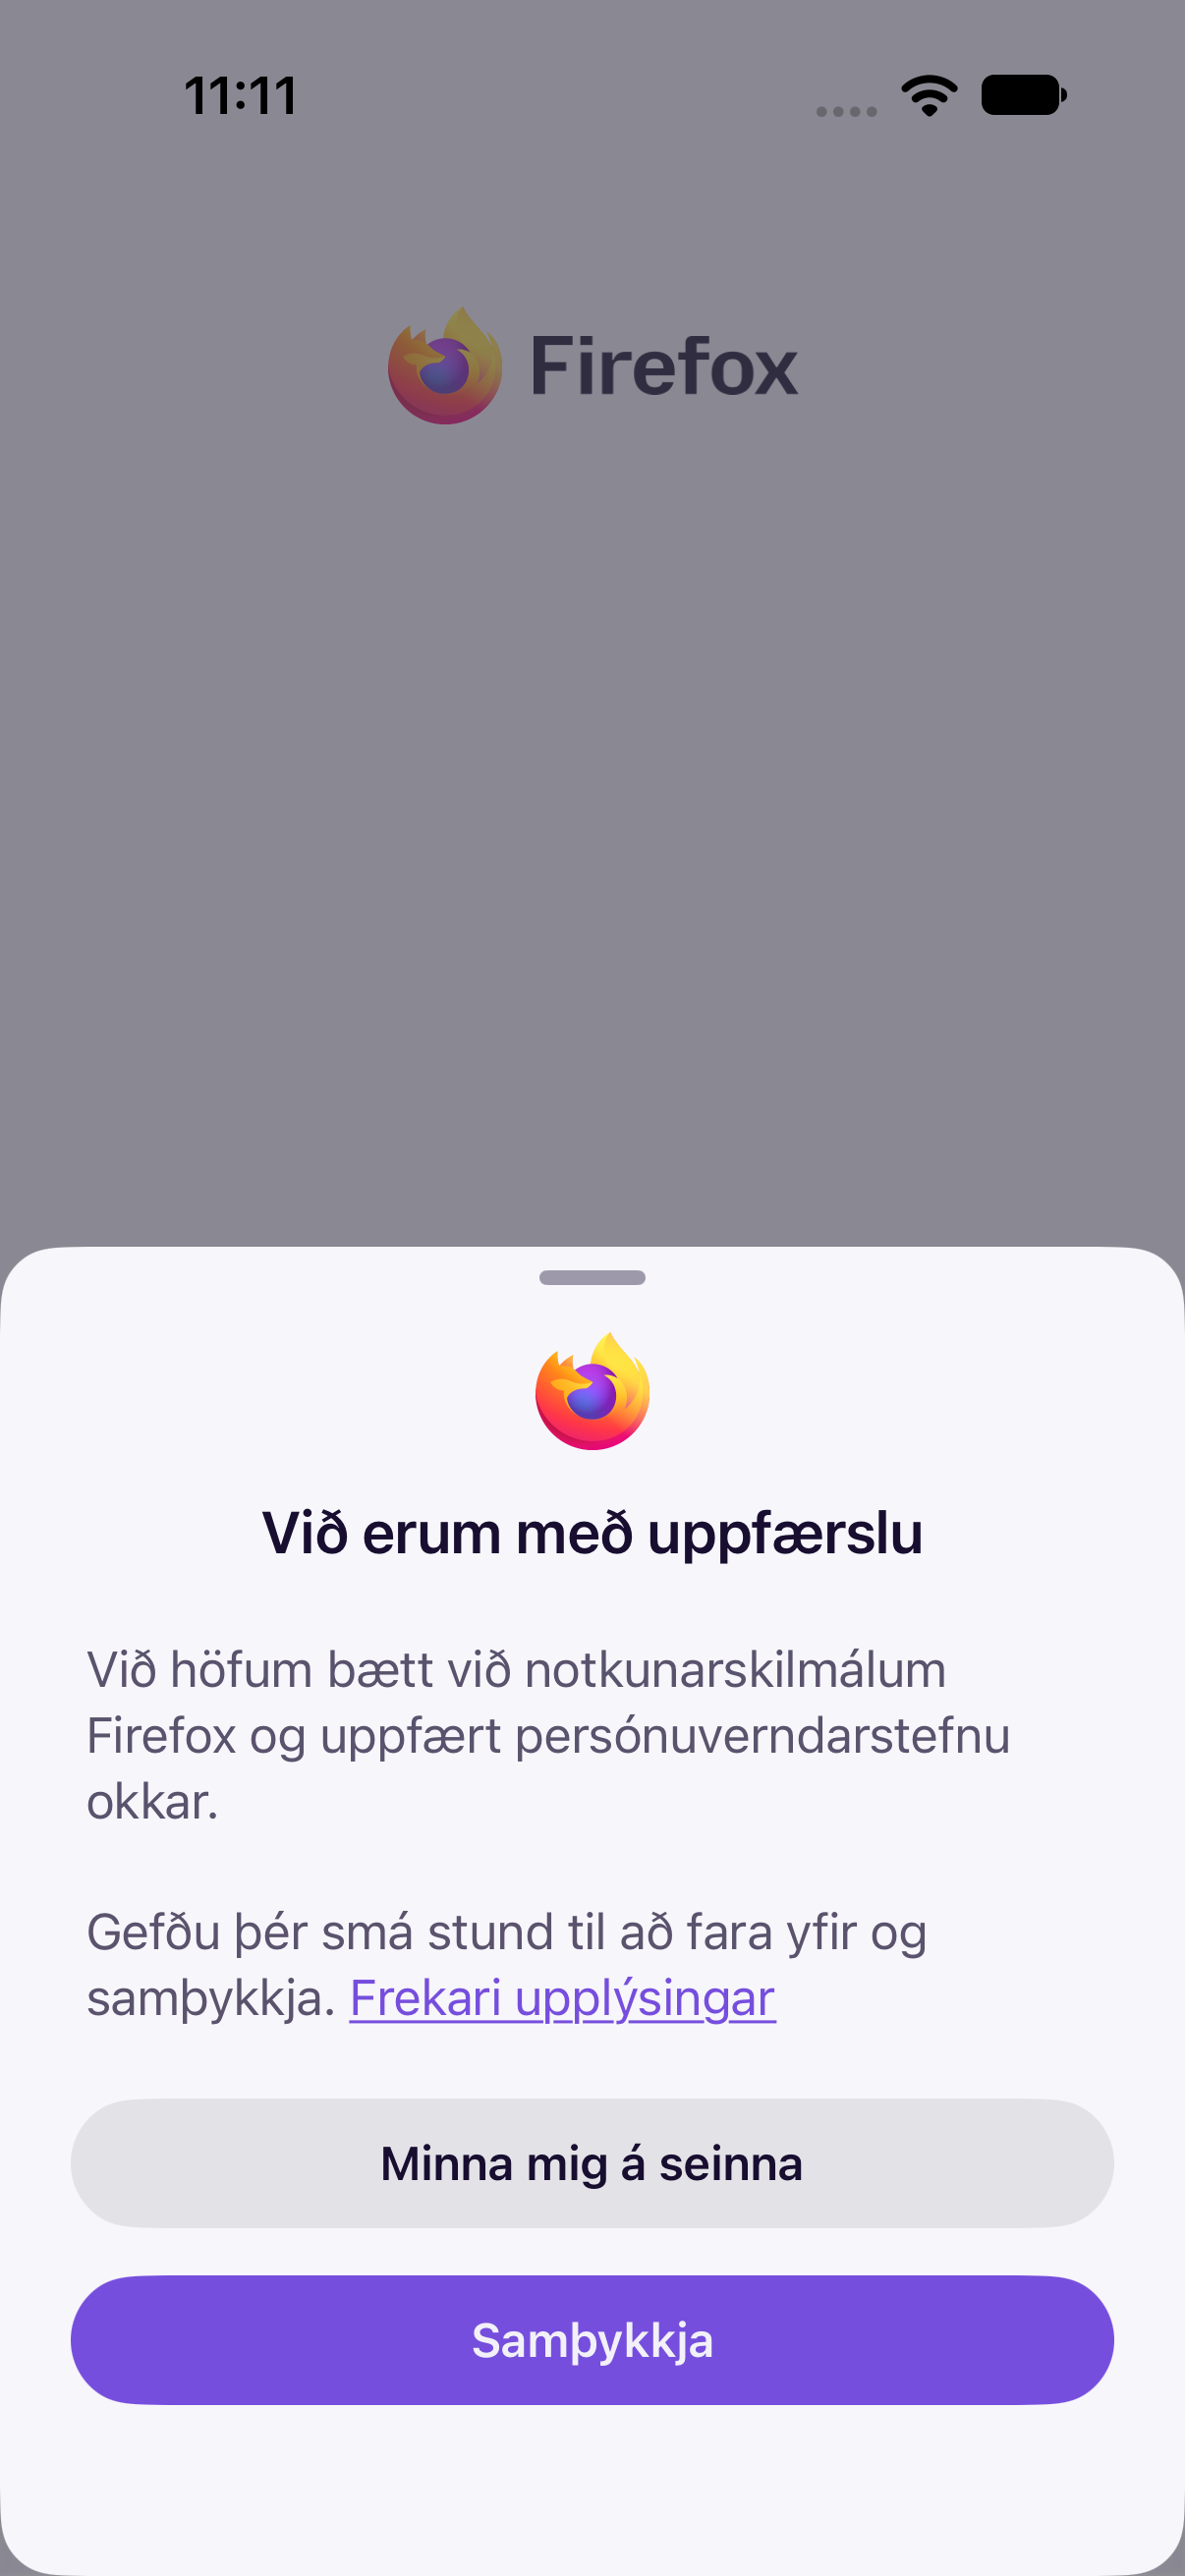 11:11
Firefox
Við erum með uppfærslu
Við höfum bætt við notkunarskilmálum
Firefox og uppfært persónuverndarstefnu
okkar.
Gefðu þér smá stund til að fara yfir og
samþykkja. Frekari upplýsingar
Minna mig á seinna
Samþykkja